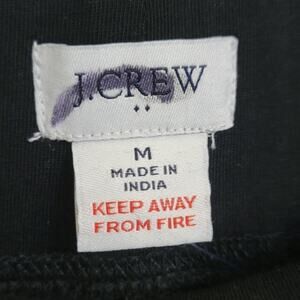 J.CREW
M
MADE IN
INDIA
KEEP AWAY
FROM FIRE